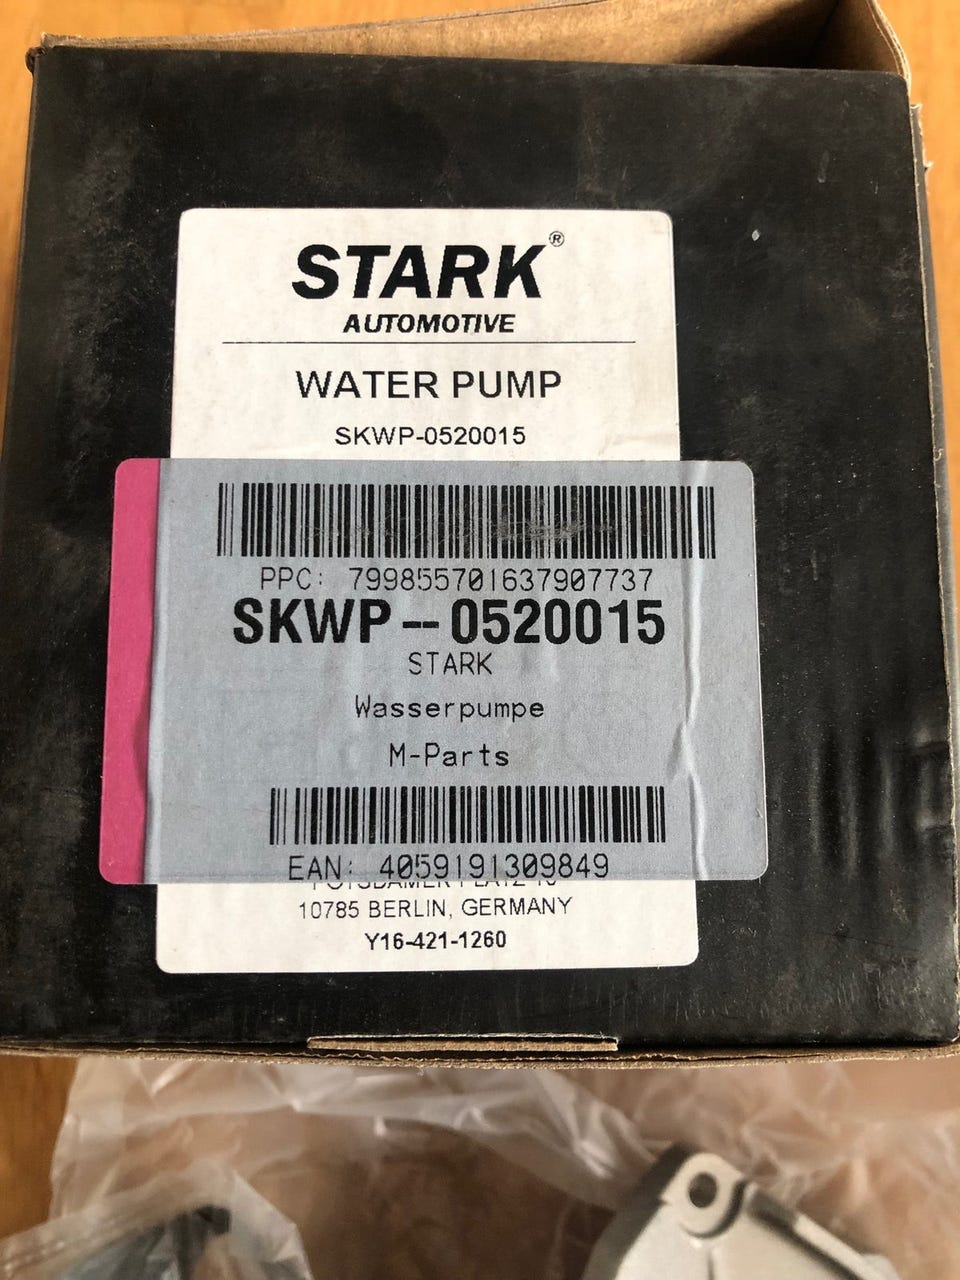 STARK®
AUTOMOTIVE
WATER PUMP
SKWP-0520015
PPC: 799855701637907737
SKWP--0520015
STARK
Wasserpumpe
M-Parts
EAN: 4059191309849
10785 BERLIN, GERMANY
Y16-421-1260